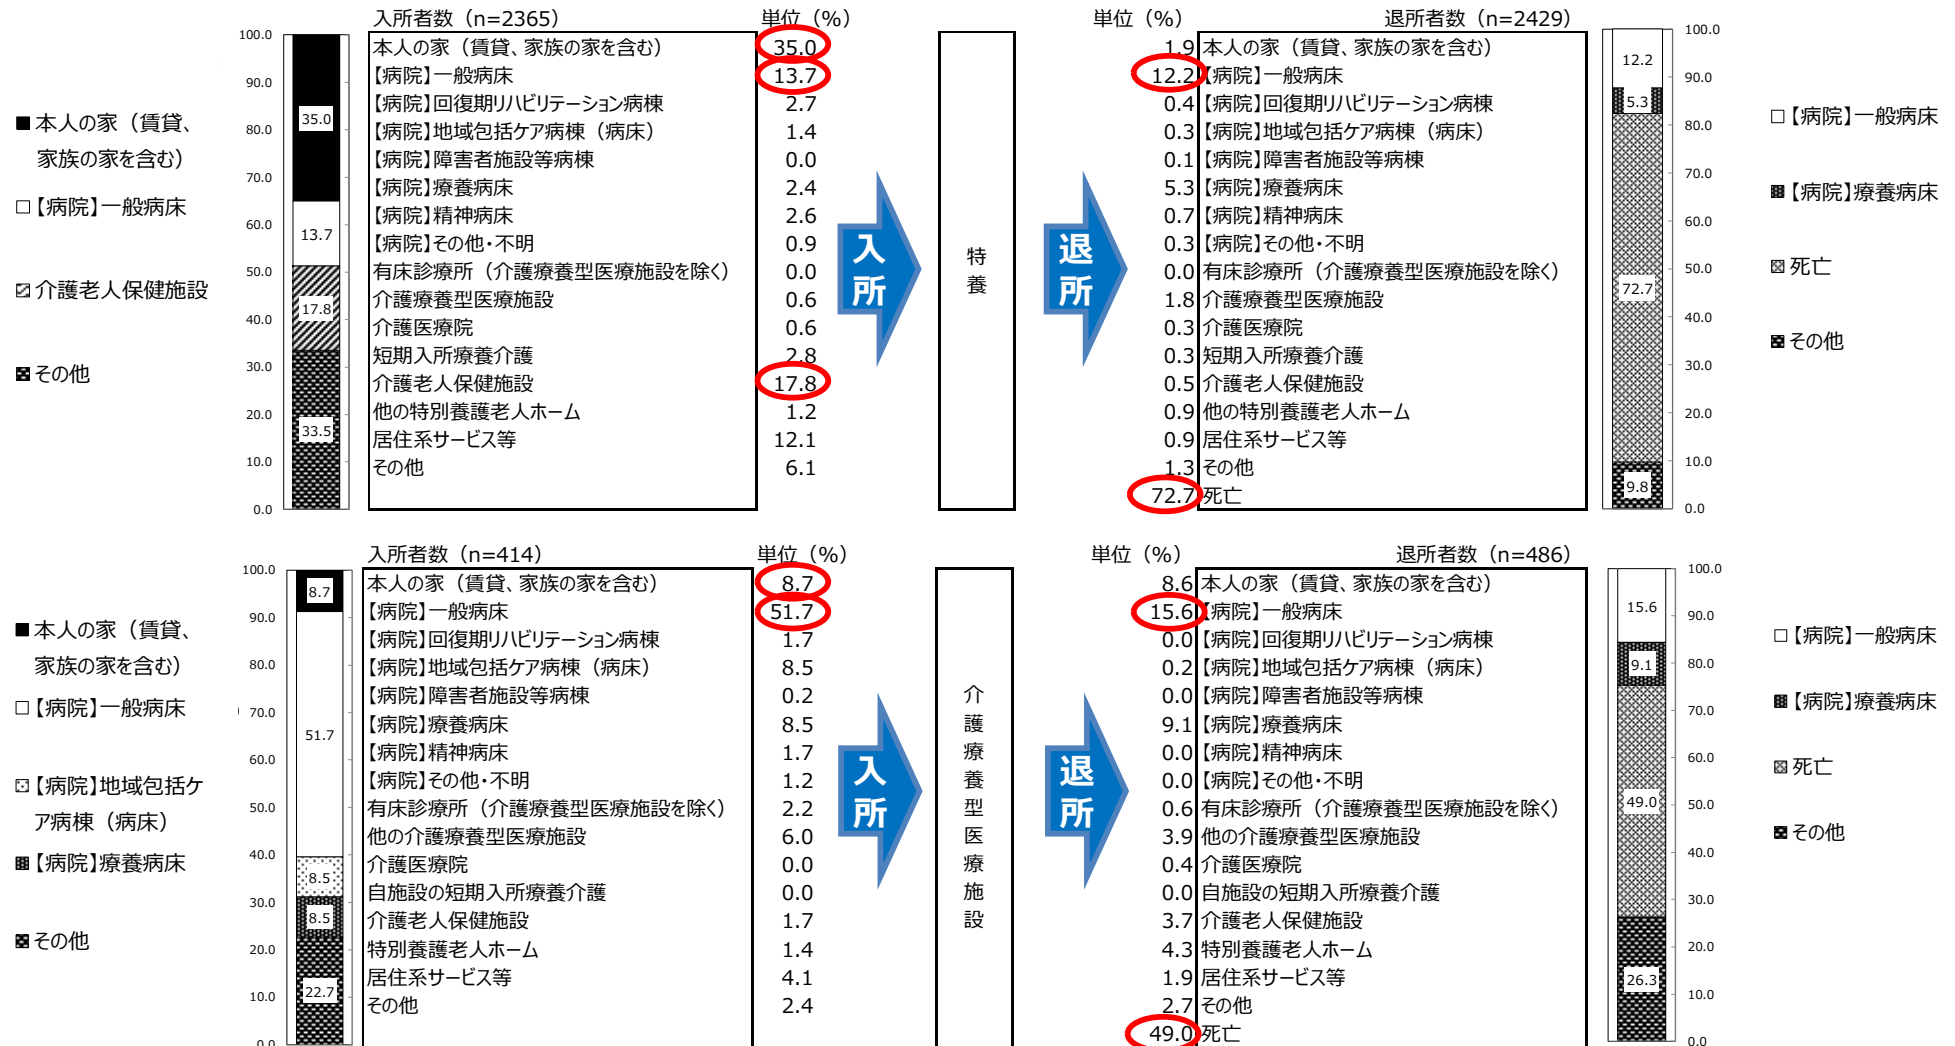 入所者数（n=2365）
単位（%）
本人の家（賃貸、家族の家を含む） 35.0
【病院】一般病床 13.7
【病院】回復期リハビリテーション病棟 2.7
【病院】地域包括ケア病棟（病床） 1.4
【病院】障害者施設等病棟 0.0
【病院】療養病床 2.4
【病院】精神病床 2.6
【病院】その他・不明 0.9
有床診療所（介護療養型医療施設を除く） 0.0
介護療養型医療施設 0.6
介護医療院 0.6
短期入所療養介護 2.8
介護老人保健施設 17.8
他の特別養護老人ホーム 1.2
居住系サービス等 12.1
その他 6.1
■本人の家（賃貸、
家族の家を含む）
□【病院】一般病床
介護老人保健施設
その他
100.0
90.0
80.0
70.0
60.0
50.0
40.0
30.0
20.0
10.0
0.0
35.0
13.7
17.8
33.5
入所
特養
退所
単位（%）
退所者数（n=2429）
1.9 本人の家（賃貸、家族の家を含む）
12.2 【病院】一般病床
0.4 【病院】回復期リハビリテーション病棟
0.3 【病院】地域包括ケア病棟（病床）
0.1 【病院】障害者施設等病棟
5.3 【病院】療養病床
0.7 【病院】精神病床
0.3 【病院】その他・不明
0.0 有床診療所（介護療養型医療施設を除く）
1.8 介護療養型医療施設
0.3 介護医療院
0.3 短期入所療養介護
0.5 介護老人保健施設
0.9 他の特別養護老人ホーム
0.9 居住系サービス等
1.3 その他
72.7 死亡
12.2
5.3
72.7
9.8
100.0
90.0
80.0
70.0
60.0
50.0
40.0
30.0
20.0
10.0
0.0
□【病院】一般病床
【病院】療養病床
死亡
その他
入所者数（n=414）
単位（%）
本人の家（賃貸、家族の家を含む） 8.7
【病院】一般病床 51.7
【病院】回復期リハビリテーション病棟 1.7
【病院】地域包括ケア病棟（病床） 8.5
【病院】障害者施設等病棟 0.2
【病院】療養病床 8.5
【病院】精神病床 1.7
【病院】その他・不明 1.2
有床診療所（介護療養型医療施設を除く） 2.2
他の介護療養型医療施設 6.0
介護医療院 0.0
自施設の短期入所療養介護 0.0
介護老人保健施設 1.7
特別養護老人ホーム 1.4
居住系サービス等 4.1
その他 2.4
■本人の家（賃貸、
家族の家を含む）
□【病院】一般病床
【病院】地域包括ケ
ア病棟（病床）
【病院】療養病床
その他
100.0
90.0
80.0
70.0
60.0
50.0
40.0
30.0
20.0
10.0
0.0
8.7
51.7
8.5
8.5
22.7
入所
介護療養型医療施設
退所
単位（%）
退所者数（n=486）
8.6 本人の家（賃貸、家族の家を含む）
15.6 【病院】一般病床
0.0 【病院】回復期リハビリテーション病棟
0.2 【病院】地域包括ケア病棟（病床）
0.0 【病院】障害者施設等病棟
9.1 【病院】療養病床
0.0 【病院】精神病床
0.0 【病院】その他・不明
0.6 有床診療所（介護療養型医療施設を除く）
3.9 他の介護療養型医療施設
0.4 介護医療院
0.0 自施設の短期入所療養介護
3.7 介護老人保健施設
4.3 特別養護老人ホーム
1.9 居住系サービス等
2.7 その他
49.0 死亡
15.6
9.1
49.0
26.3
100.0
90.0
80.0
70.0
60.0
50.0
40.0
30.0
20.0
10.0
0.0
□【病院】一般病床
【病院】療養病床
死亡
その他